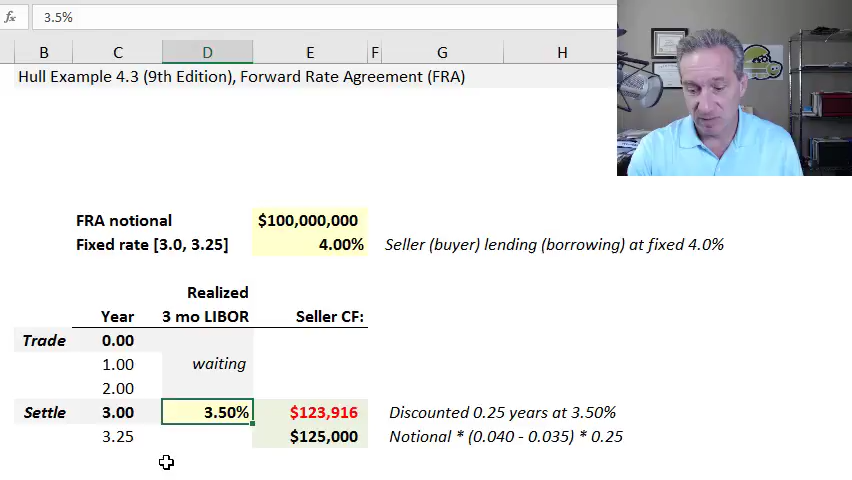 fx 3.5%
B C D E F G H
Hull Example 4.3 (9th Edition), Forward Rate Agreement (FRA)
FRA notional $100,000,000
Fixed rate [3.0, 3.25] 4.00% Seller (buyer) lending (borrowing) at fixed 4.0%
Realized
Year 3 mo LIBOR Seller CF:
Trade 0.00
1.00 waiting
2.00
Settle 3.00 3.50% $123,916 Discounted 0.25 years at 3.50%
3.25 $125,000 Notional * (0.040 - 0.035) * 0.25